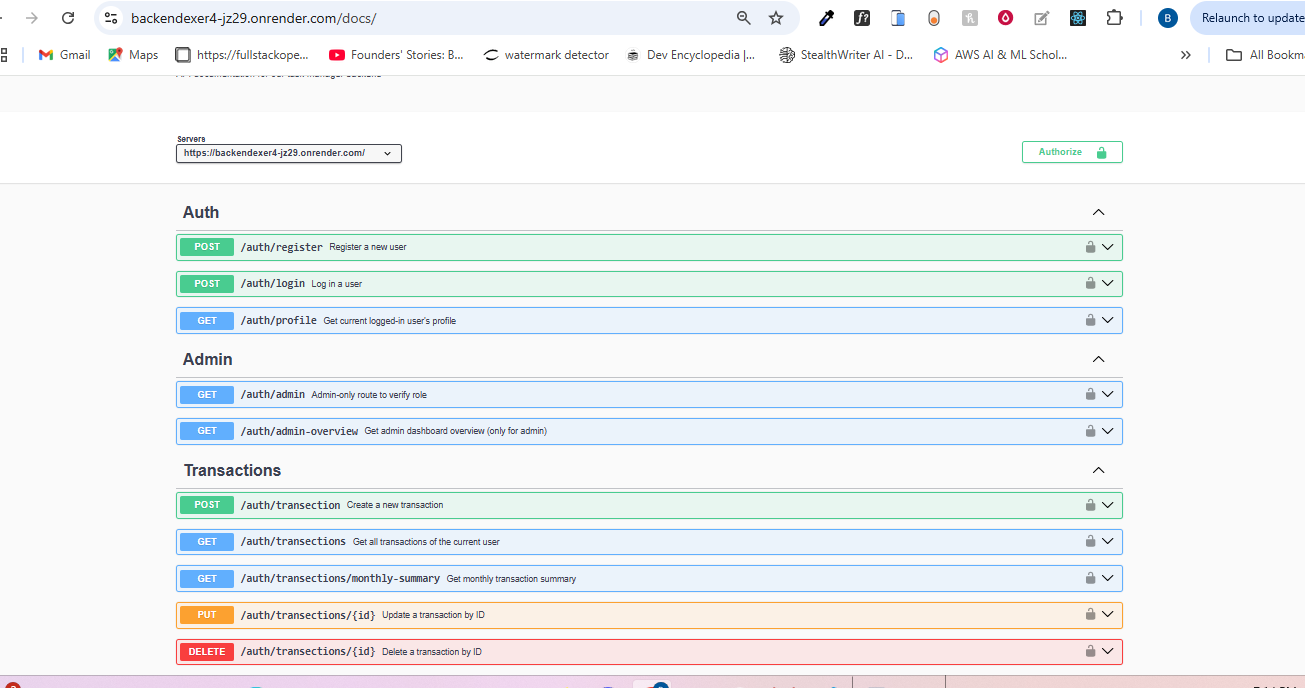 backendexer4-jz29.onrender.com/docs/
B
Relaunch to update
Gmail
Maps
https://fullstackope...
Founders' Stories: B...
watermark detector
Dev Encyclopedia |...
StealthWriter AI - D...
AWS AI & ML Schol...
All Bookm
Servers
https://backendexer4-jz29.onrender.com/
Authorize
Auth
POST /auth/register Register a new user
POST /auth/login Log in a user
GET /auth/profile Get current logged-in user's profile
Admin
GET /auth/admin Admin-only route to verify role
GET /auth/admin-overview Get admin dashboard overview (only for admin)
Transactions
POST /auth/transection Create a new transaction
GET /auth/transections Get all transactions of the current user
GET /auth/transections/monthly-summary Get monthly transaction summary
PUT /auth/transections/{id} Update a transaction by ID
DELETE /auth/transections/{id} Delete a transaction by ID